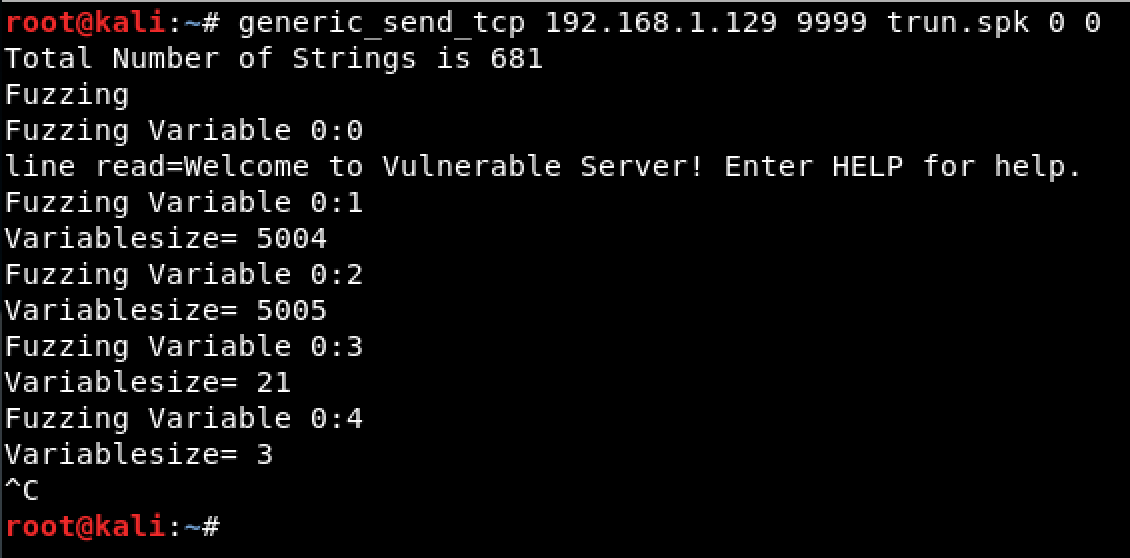 root@kali:~# generic_send_tcp 192.168.1.129 9999 trun.spk 0 0
Total Number of Strings is 681
Fuzzing
Fuzzing Variable 0:0
line read=Welcome to Vulnerable Server! Enter HELP for help.
Fuzzing Variable 0:1
Variablesize= 5004
Fuzzing Variable 0:2
Variablesize= 5005
Fuzzing Variable 0:3
Variablesize= 21
Fuzzing Variable 0:4
Variablesize= 3
^C
root@kali:~#